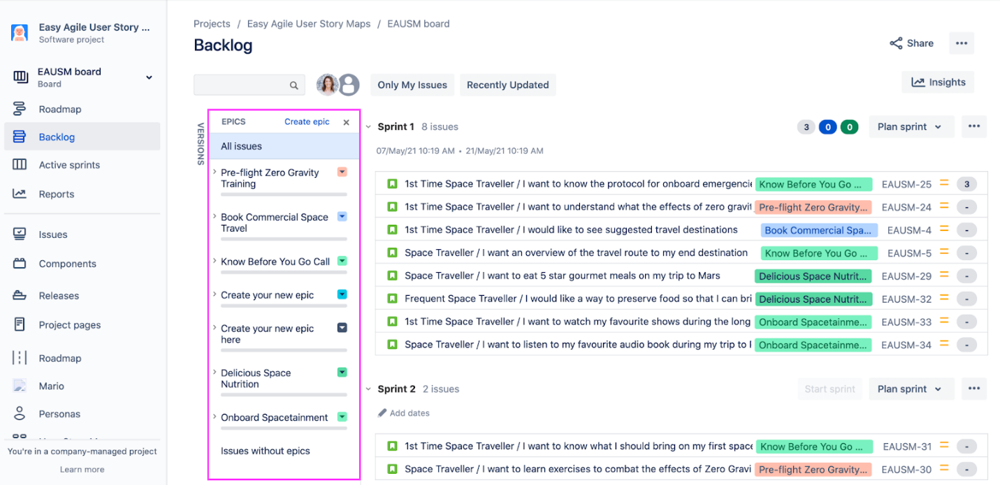 Easy Agile User Story ...
Software project
EAUSM board
Board
Roadmap
Backlog
Active sprints
Reports
Issues
Components
Releases
Project pages
Roadmap
Mario
Personas
You're in a company-managed project
Learn more
Projects / Easy Agile User Story Maps / EAUSM board
Backlog
Share
Only My Issues
Recently Updated
Insights
VERSIONS
EPICS Create epic
All issues
Pre-flight Zero Gravity
Training
Book Commercial Space
Travel
Know Before You Go Call
Create your new epic
Create your new epic
here
Delicious Space
Nutrition
Onboard Spacetainment
Issues without epics
Sprint 1 8 issues 3 0 0 Plan sprint
07/May/21 10:19 AM • 21/May/21 10:19 AM
1st Time Space Traveller / I want to know the protocol for onboard emergencie Know Before You Go ... EAUSM-25 3
1st Time Space Traveller / I want to understand what the effects of zero gravit Pre-flight Zero Gravity... EAUSM-24 -
1st Time Space Traveller / I would like to see suggested travel destinations Book Commercial Spa... EAUSM-4 -
Space Traveller / I want an overview of the travel route to my end destination Know Before You Go ... EAUSM-5 -
Space Traveller / I want to eat 5 star gourmet meals on my trip to Mars Delicious Space Nutrit... EAUSM-29 -
Frequent Space Traveller / I would like a way to preserve food so that I can bri Delicious Space Nutrit... EAUSM-32 -
1st Time Space Traveller / I want to watch my favourite shows during the long Onboard Spacetainme... EAUSM-33 -
Space Traveller / I want to listen to my favourite audio book during my trip to Onboard Spacetainme... EAUSM-34 -
Sprint 2 2 issues Start sprint Plan sprint
Add dates
1st Time Space Traveller / I want to know what I should bring on my first space Know Before You Go ... EAUSM-31 -
Space Traveller / I want to learn exercises to combat the effects of Zero Gravi Pre-flight Zero Gravity... EAUSM-30 -